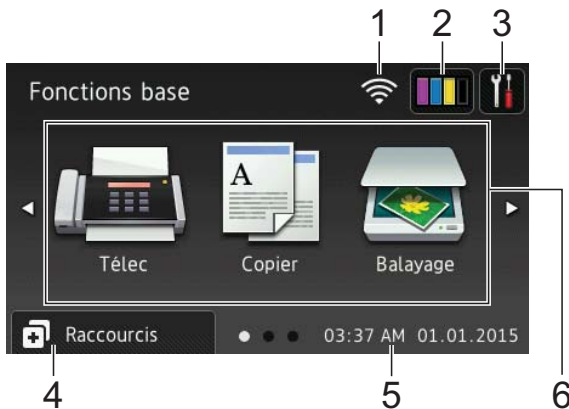 1 2 3
Fonctions base
A
Télec Copier Balayage
Raccourcis 03:37 AM 01.01.2015
4 5 6